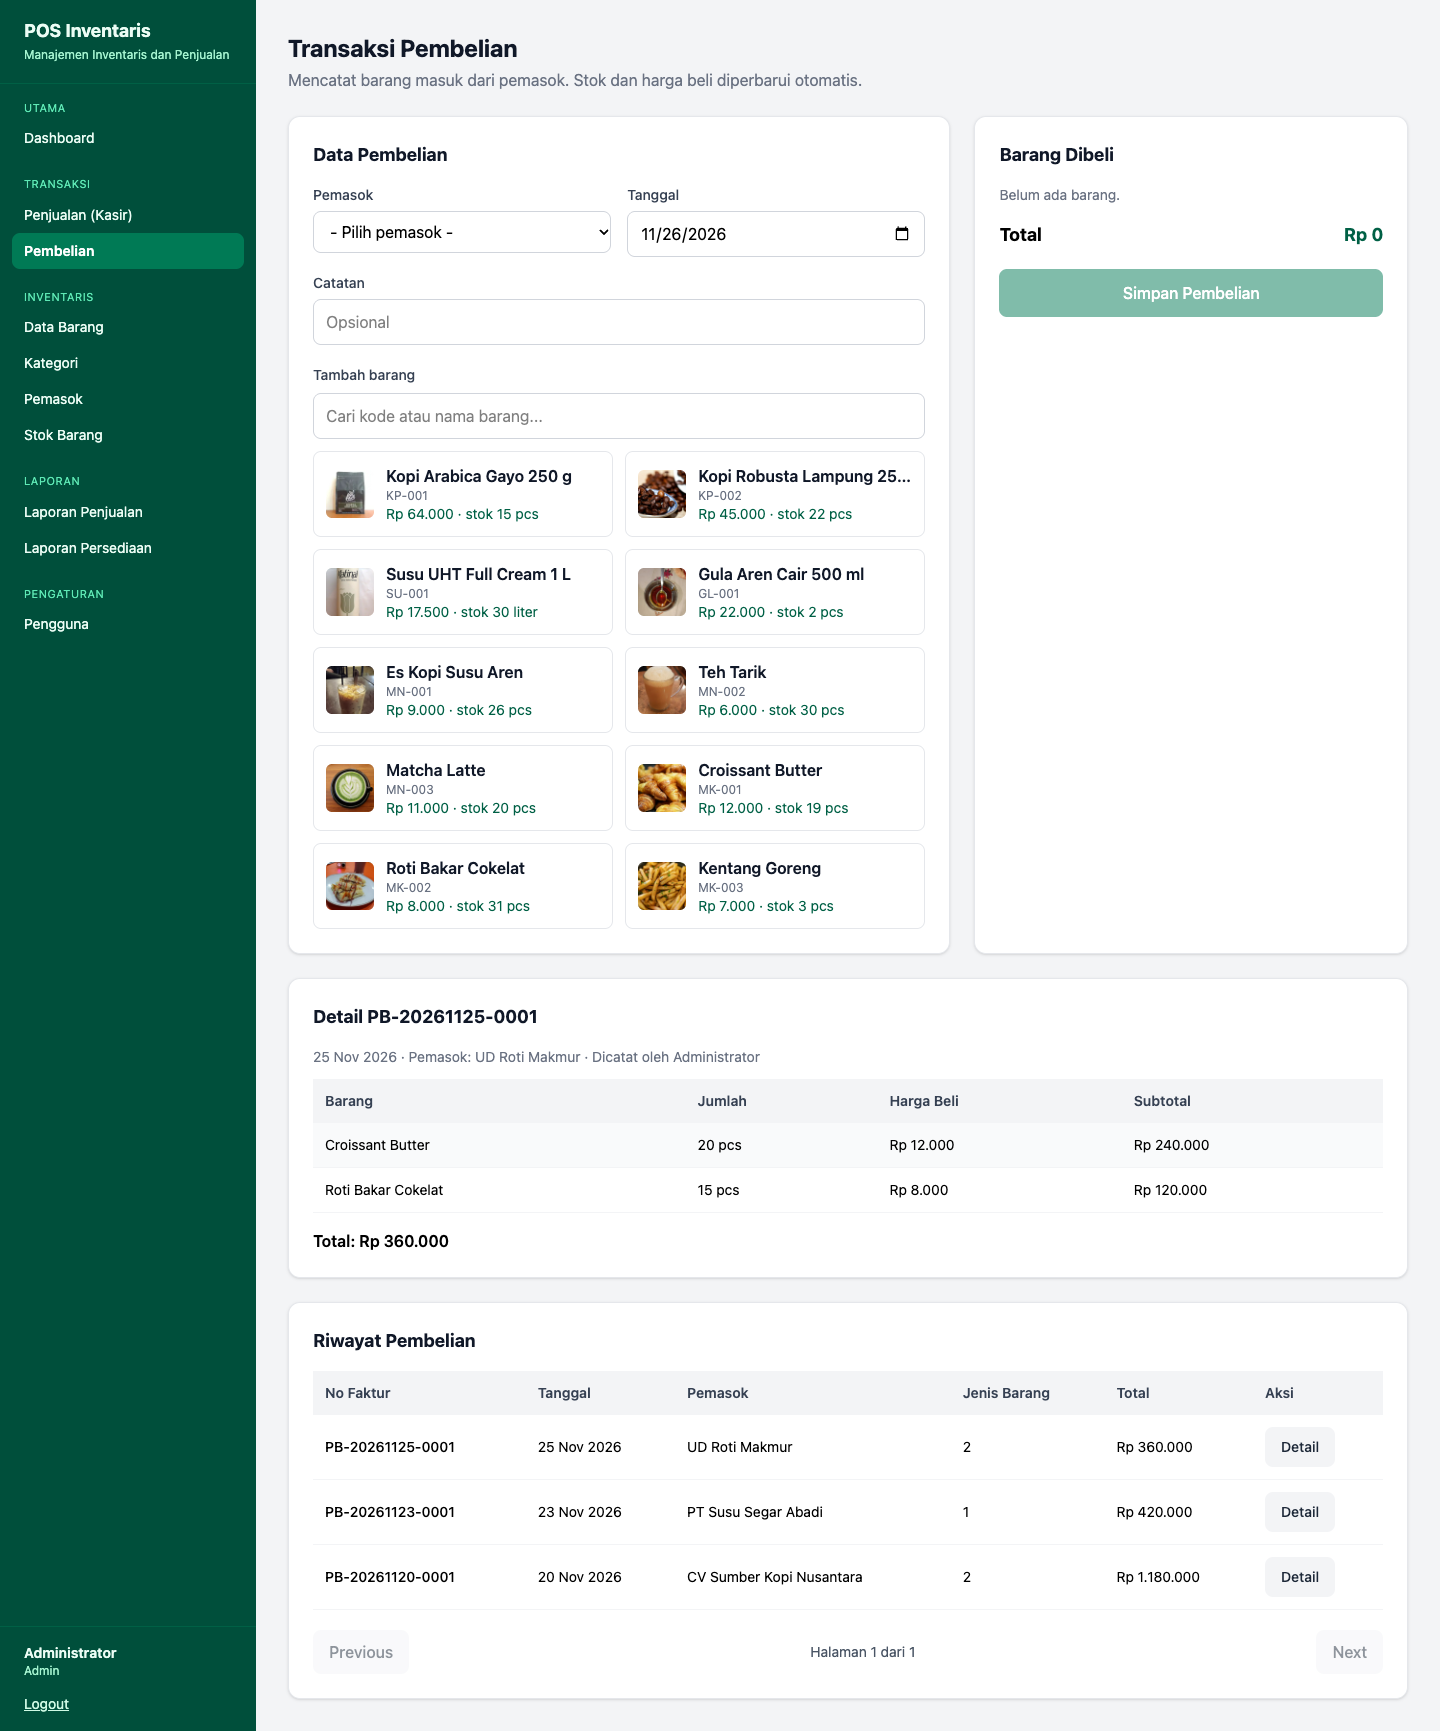 POS Inventaris
Manajemen Inventaris dan Penjualan
UTAMA
Dashboard
TRANSAKSI
Penjualan (Kasir)
Pembelian
INVENTARIS
Data Barang
Kategori
Pemasok
Stok Barang
LAPORAN
Laporan Penjualan
Laporan Persediaan
PENGATURAN
Pengguna
Administrator
Admin
Logout
Transaksi Pembelian
Mencatat barang masuk dari pemasok. Stok dan harga beli diperbarui otomatis.
Data Pembelian
Pemasok
Tanggal
- Pilih pemasok -
11/26/2026
Catatan
Opsional
Tambah barang
Cari kode atau nama barang...
Kopi Arabica Gayo 250 g
KP-001
Rp 64.000 · stok 15 pcs
Kopi Robusta Lampung 25...
KP-002
Rp 45.000 · stok 22 pcs
Susu UHT Full Cream 1 L
SU-001
Rp 17.500 · stok 30 liter
Gula Aren Cair 500 ml
GL-001
Rp 22.000 · stok 2 pcs
Es Kopi Susu Aren
MN-001
Rp 9.000 · stok 26 pcs
Teh Tarik
MN-002
Rp 6.000 · stok 30 pcs
Matcha Latte
MN-003
Rp 11.000 · stok 20 pcs
Croissant Butter
MK-001
Rp 12.000 · stok 19 pcs
Roti Bakar Cokelat
MK-002
Rp 8.000 · stok 31 pcs
Kentang Goreng
MK-003
Rp 7.000 · stok 3 pcs
Barang Dibeli
Belum ada barang.
Total Rp 0
Simpan Pembelian
Detail PB-20261125-0001
25 Nov 2026 · Pemasok: UD Roti Makmur · Dicatat oleh Administrator
Barang Jumlah Harga Beli Subtotal
Croissant Butter 20 pcs Rp 12.000 Rp 240.000
Roti Bakar Cokelat 15 pcs Rp 8.000 Rp 120.000
Total: Rp 360.000
Riwayat Pembelian
No Faktur Tanggal Pemasok Jenis Barang Total Aksi
PB-20261125-0001 25 Nov 2026 UD Roti Makmur 2 Rp 360.000 Detail
PB-20261123-0001 23 Nov 2026 PT Susu Segar Abadi 1 Rp 420.000 Detail
PB-20261120-0001 20 Nov 2026 CV Sumber Kopi Nusantara 2 Rp 1.180.000 Detail
Previous Halaman 1 dari 1 Next